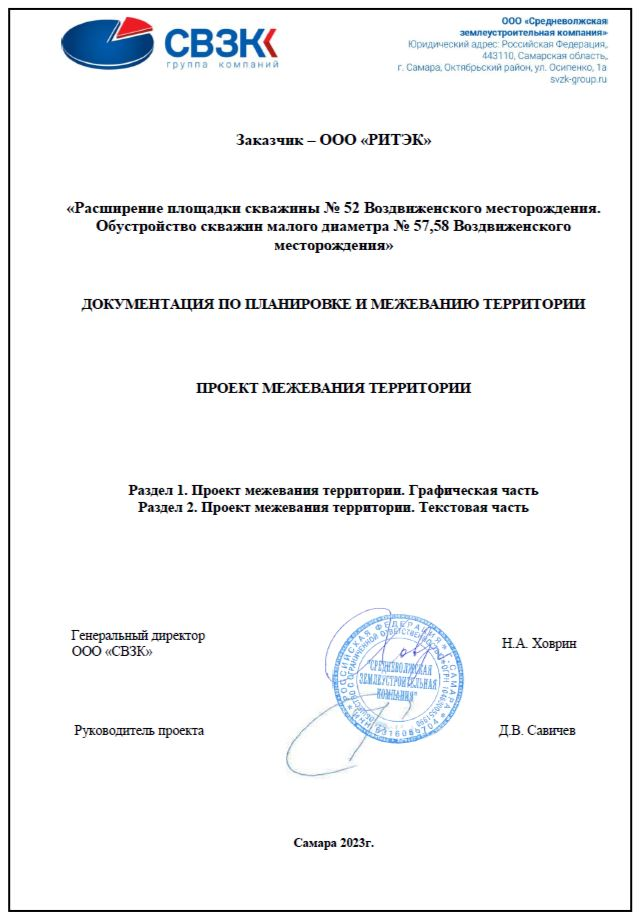 СВЗК
группа компаний
ООО «Средневолжская
землеустроительная компания»
Юридический адрес: Российская Федерация,
443110, Самарская область,
г. Самара, Октябрьский район, ул. Осипенко, 1а
svzk-group.ru
Заказчик – ООО «РИТЭК»
«Расширение площадки скважины № 52 Воздвиженского месторождения.
Обустройство скважин малого диаметра № 57,58 Воздвиженского
месторождения»
ДОКУМЕНТАЦИЯ ПО ПЛАНИРОВКЕ И МЕЖЕВАНИЮ ТЕРРИТОРИИ
ПРОЕКТ МЕЖЕВАНИЯ ТЕРРИТОРИИ
Раздел 1. Проект межевания территории. Графическая часть
Раздел 2. Проект межевания территории. Текстовая часть
Генеральный директор
ООО «СВЗК»
Н.А. Ховрин
РОССИЙСКАЯ ФЕДЕРАЦИЯ
САМАРА
"СРЕДНЕВОЛЖСКАЯ
ЗЕМЛЕУСТРОИТЕЛЬНАЯ
КОМПАНИЯ"
Руководитель проекта
Д.В. Савичев
Самара 2023г.